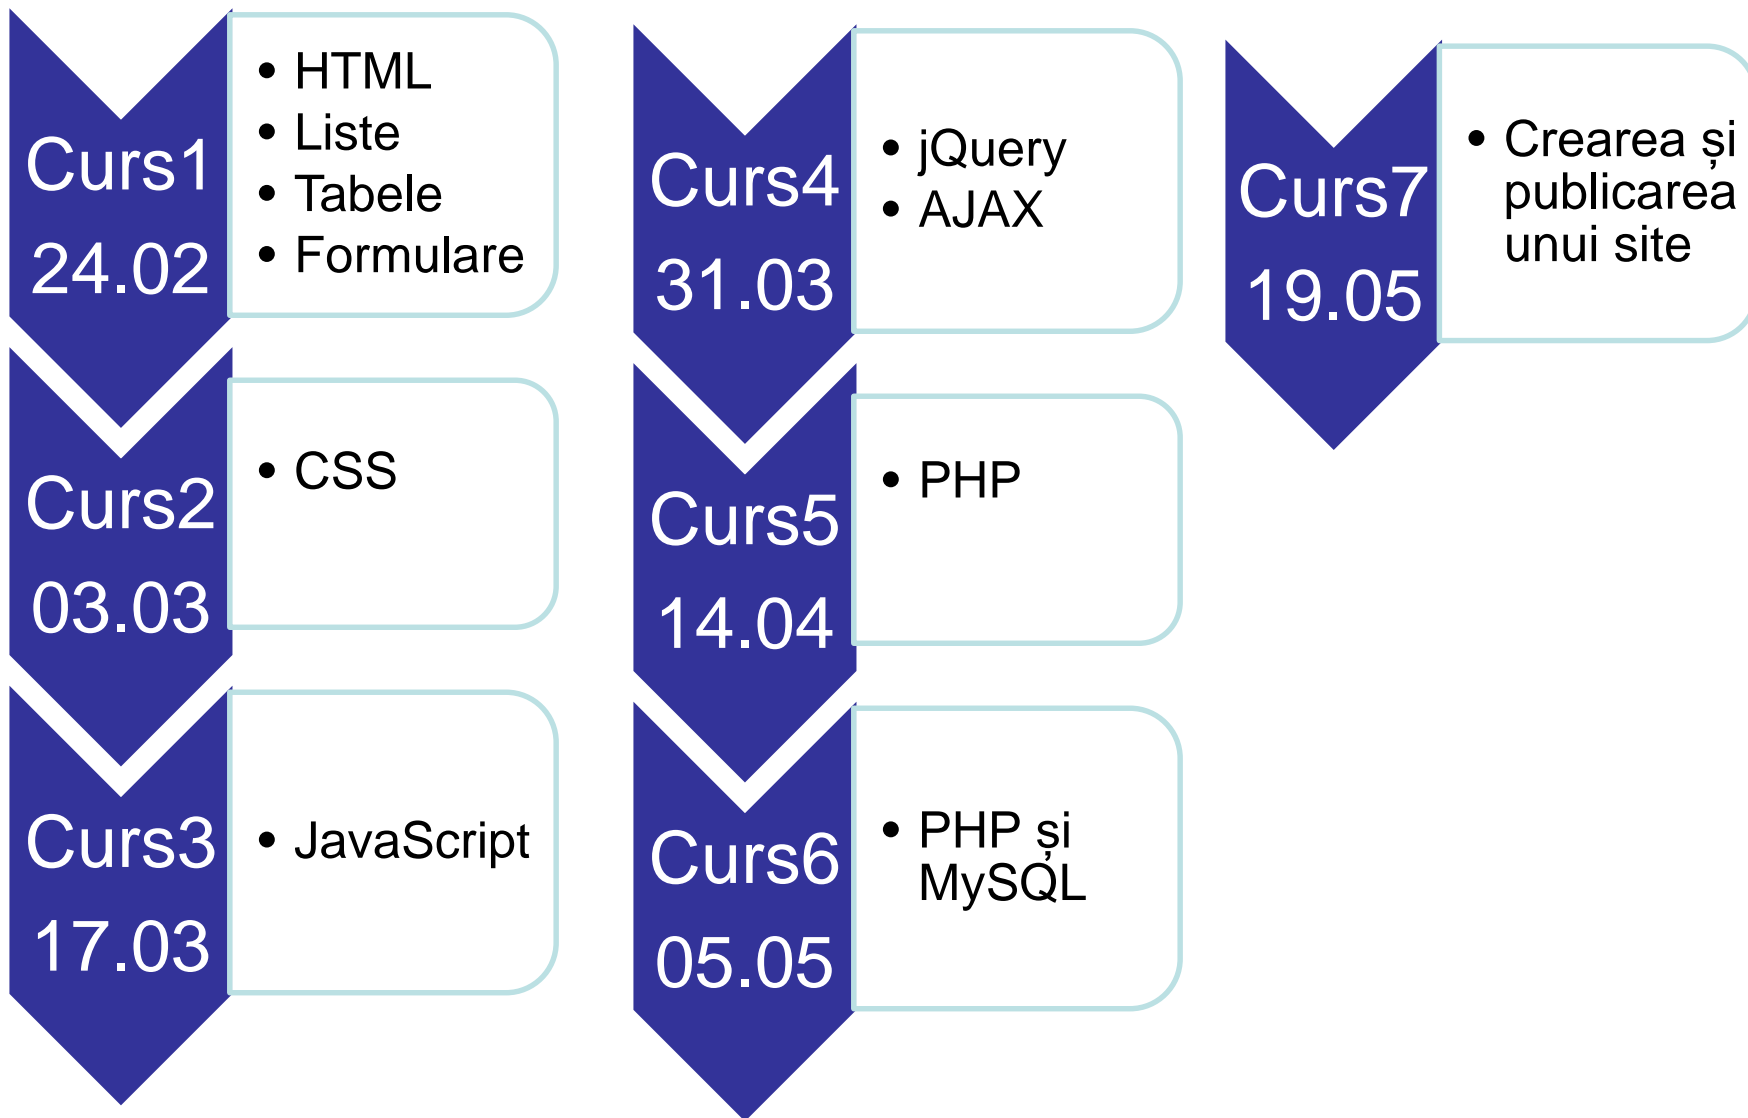 Curs1
24.02
• HTML
• Liste
• Tabele
• Formulare
Curs2
03.03
• CSS
Curs3
17.03
• JavaScript
Curs4
31.03
• jQuery
• AJAX
Curs5
14.04
• PHP
Curs6
05.05
• PHP și
MySQL
Curs7
19.05
• Crearea și
publicarea
unui site